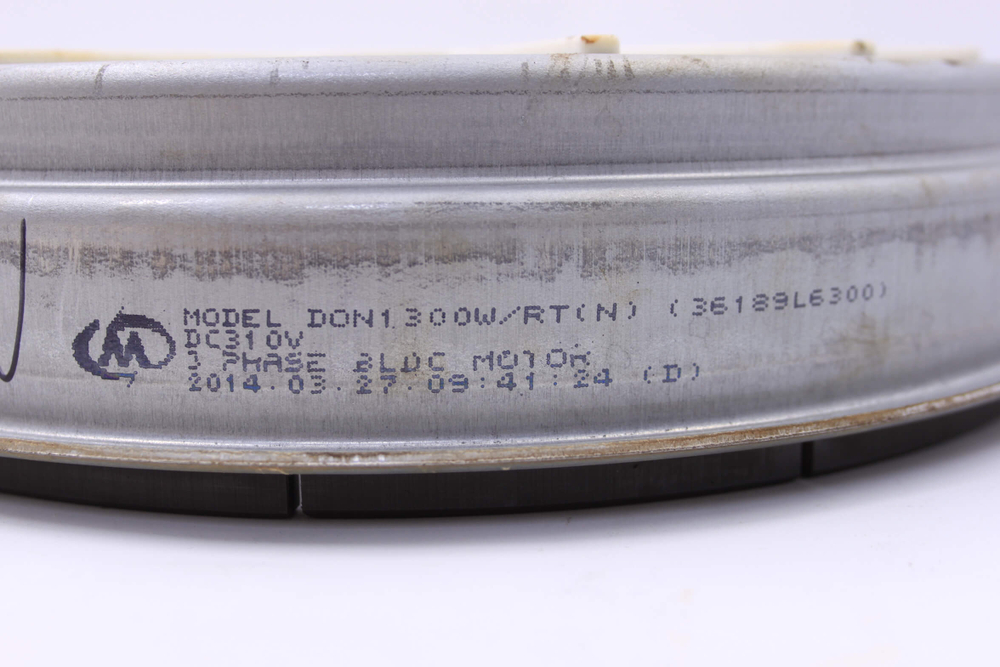 MODEL DON1300W/RT(N) (36189L6300)
DC310V
3 PHASE BLDC MOTOR
2014.03.27.09:41:24 (D)